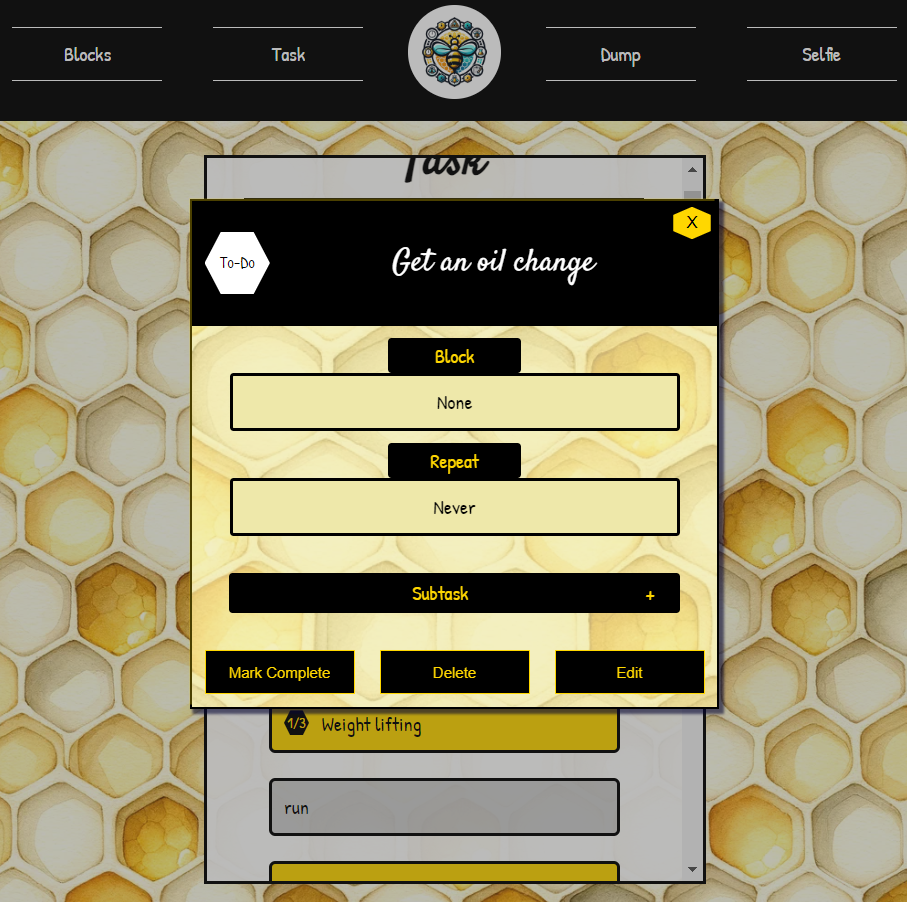 Blocks
Task
Dump
Selfie
Task
X
To-Do
Get an oil change
Block
None
Repeat
Never
Subtask +
Mark Complete
Delete
Edit
1/3 Weight lifting
run